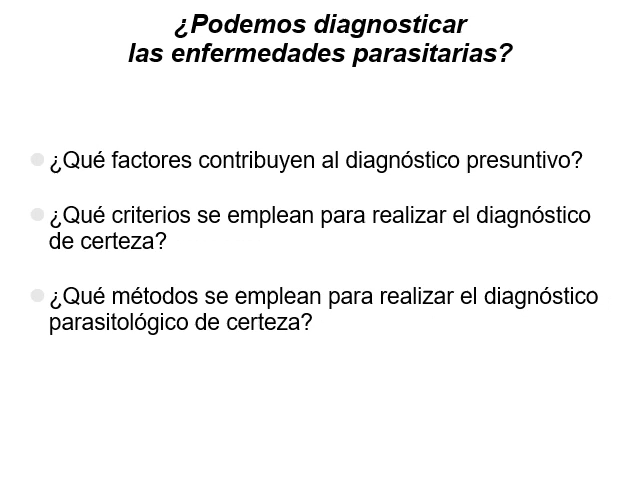 ¿Podemos diagnosticar
las enfermedades parasitarias?
¿Qué factores contribuyen al diagnóstico presuntivo?
¿Qué criterios se emplean para realizar el diagnóstico
de certeza?
¿Qué métodos se emplean para realizar el diagnóstico
parasitológico de certeza?